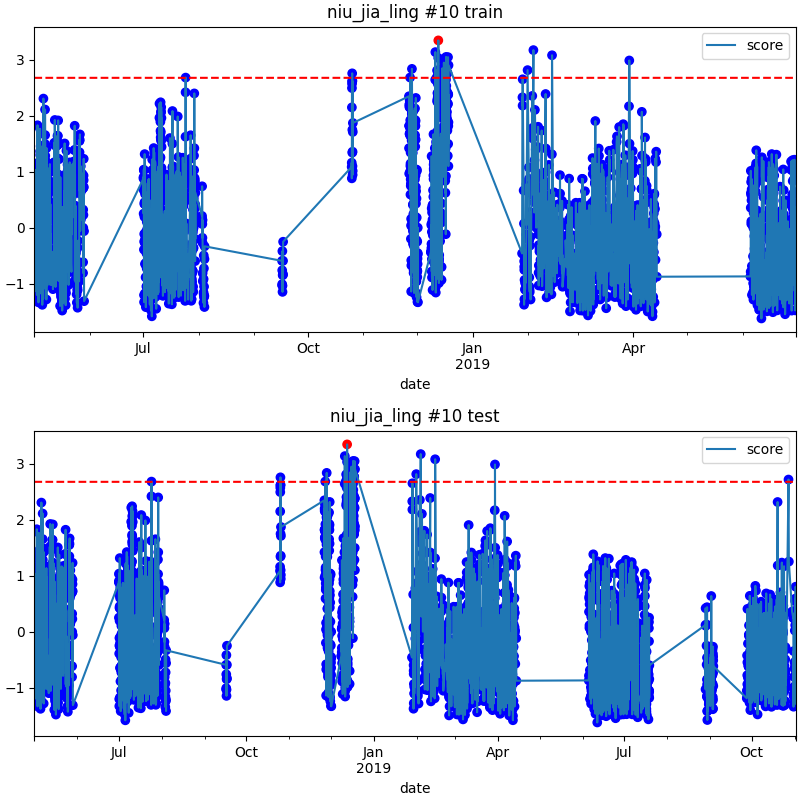 niu_jia_ling #10 train
score
3
2
1
0
−1
Jul
Oct
Jan
2019
Apr
date
niu_jia_ling #10 test
score
3
2
1
0
−1
Jul
Oct
Jan
2019
Apr
Jul
Oct
date